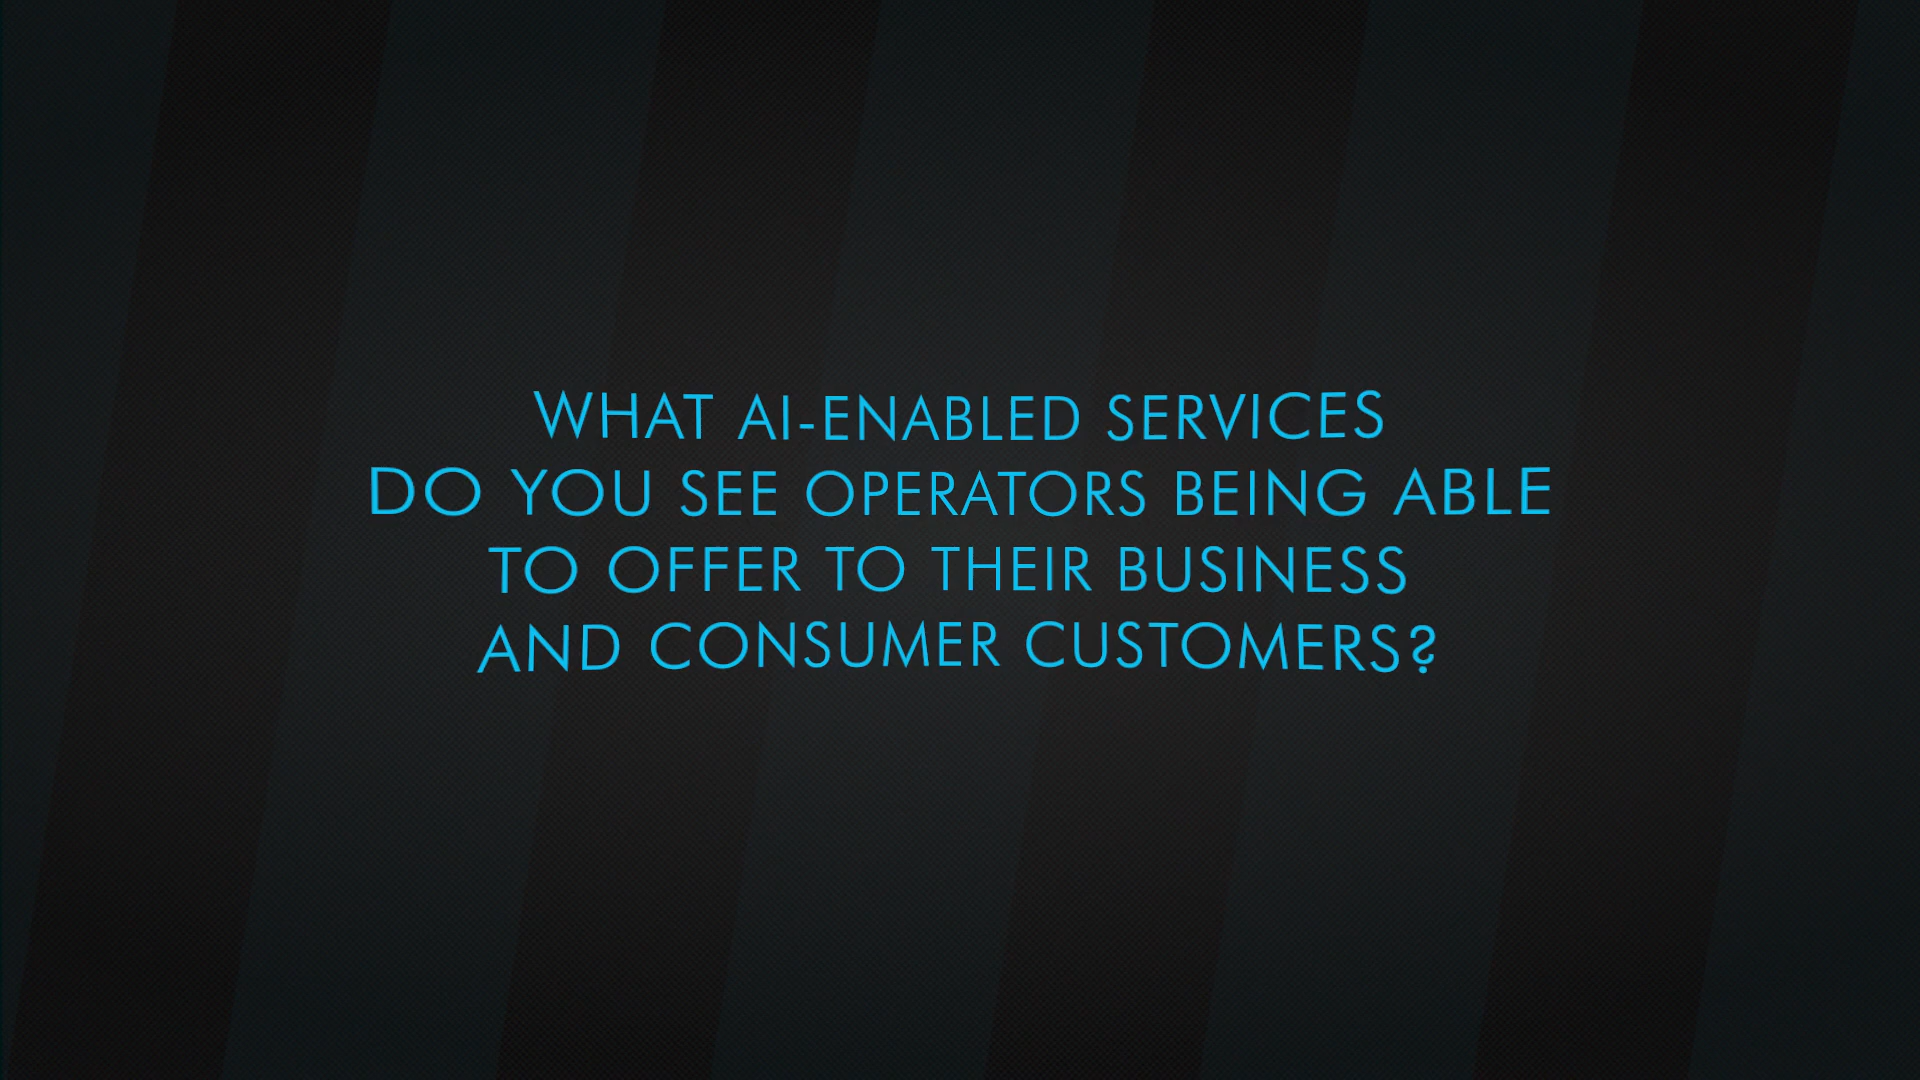 WHAT AI-ENABLED SERVICES
DO YOU SEE OPERATORS BEING ABLE
TO OFFER TO THEIR BUSINESS
AND CONSUMER CUSTOMERS?